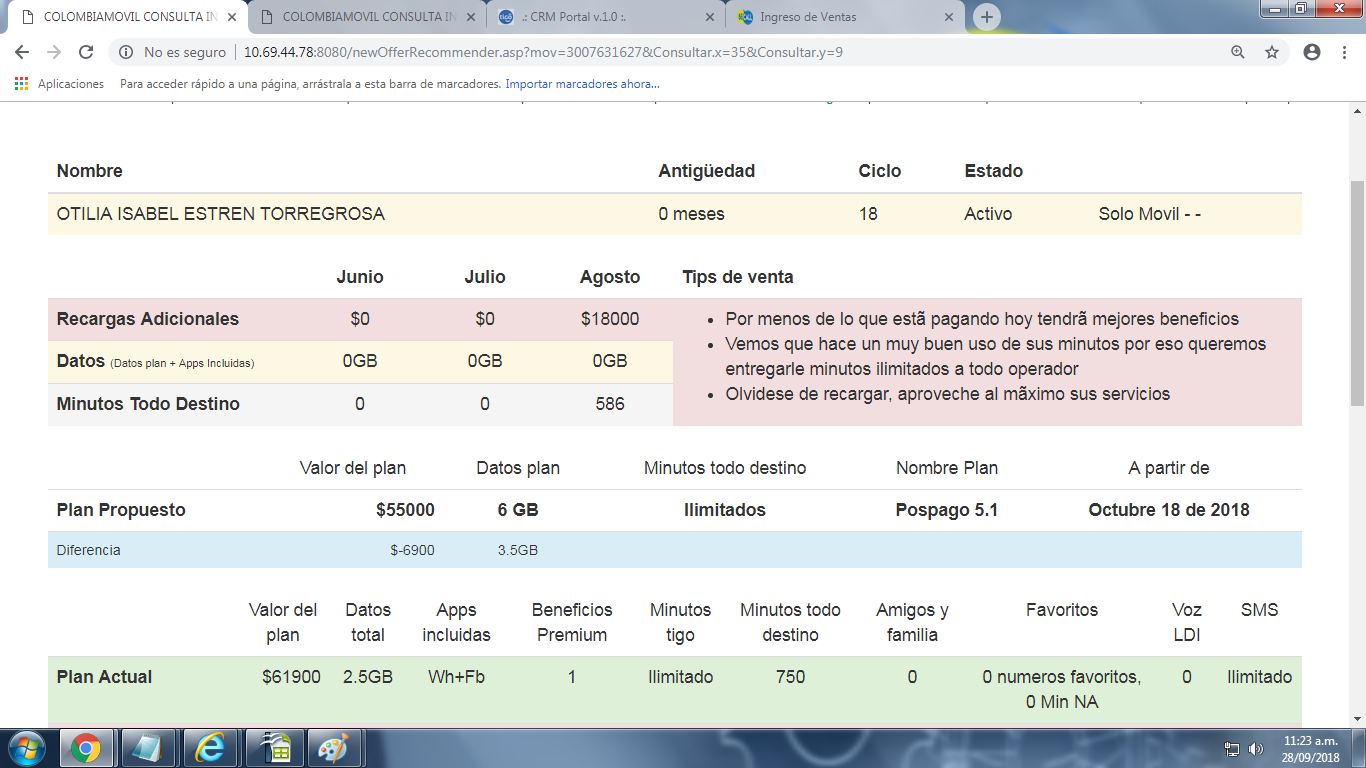 COLOMBIAMOVIL CONSULTA IN
COLOMBIAMOVIL CONSULTA IN
tigo .: CRM Portal v.1.0 :.
Ingreso de Ventas
No es seguro 10.69.44.78:8080/newOfferRecommender.asp?mov=3007631627&Consultar.x=35&Consultar.y=9
Aplicaciones Para acceder rápido a una página, arrástrala a esta barra de marcadores. Importar marcadores ahora...
Nombre Antigüedad Ciclo Estado
OTILIA ISABEL ESTREN TORREGROSA 0 meses 18 Activo Solo Movil - -
Junio Julio Agosto Tips de venta
Recargas Adicionales $0 $0 $18000
Datos (Datos plan + Apps Incluidas) 0GB 0GB 0GB
Minutos Todo Destino 0 0 586
• Por menos de lo que estã pagando hoy tendrã mejores beneficios
• Vemos que hace un muy buen uso de sus minutos por eso queremos
entregarle minutos ilimitados a todo operador
• Olvidese de recargar, aproveche al mãximo sus servicios
Valor del plan Datos plan Minutos todo destino Nombre Plan A partir de
Plan Propuesto $55000 6 GB Ilimitados Pospago 5.1 Octubre 18 de 2018
Diferencia $-6900 3.5GB
Valor del Datos Apps Beneficios Minutos Minutos todo Amigos y Favoritos Voz SMS
plan total incluidas Premium tigo destino familia LDI
Plan Actual $61900 2.5GB Wh+Fb 1 Ilimitado 750 0 0 numeros favoritos, 0 Ilimitado
0 Min NA
11:23 a.m.
28/09/2018